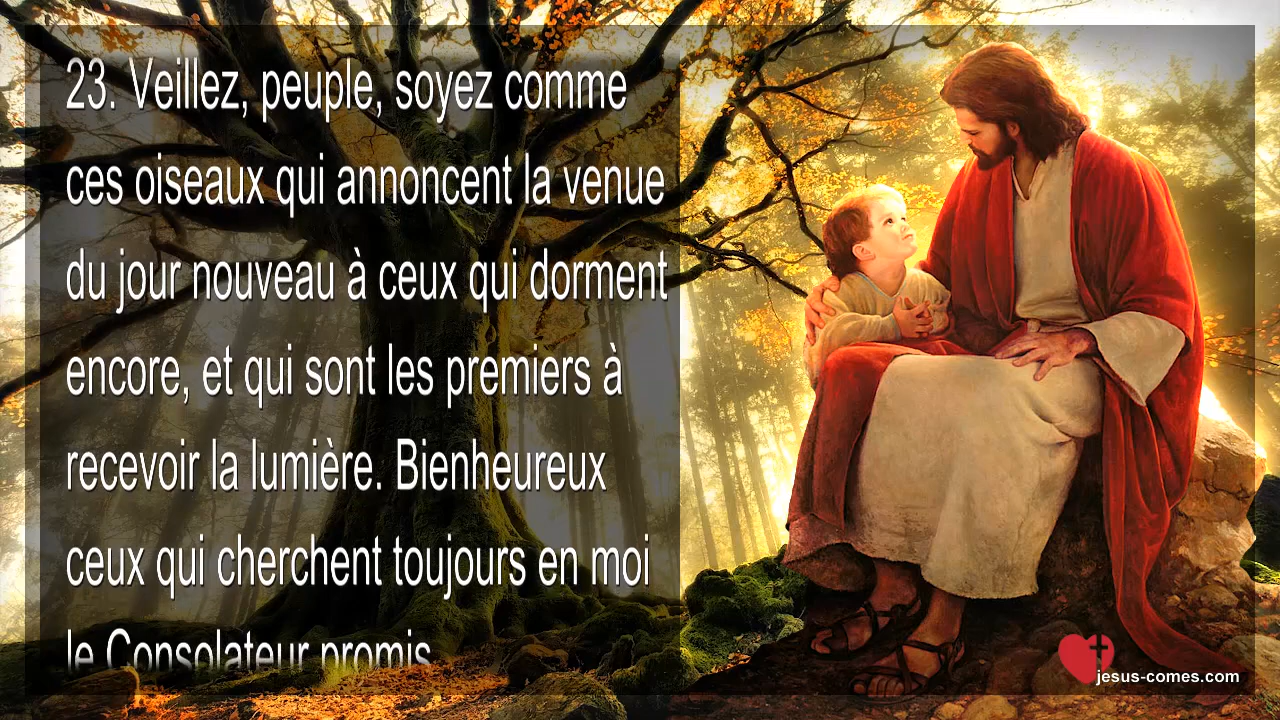 23. Veillez, peuple, soyez comme
ces oiseaux qui annoncent la venue
du jour nouveau à ceux qui dorment
encore, et qui sont les premiers à
recevoir la lumière. Bienheureux
ceux qui cherchent toujours en moi
le Consolateur promis
jesus-comes.com